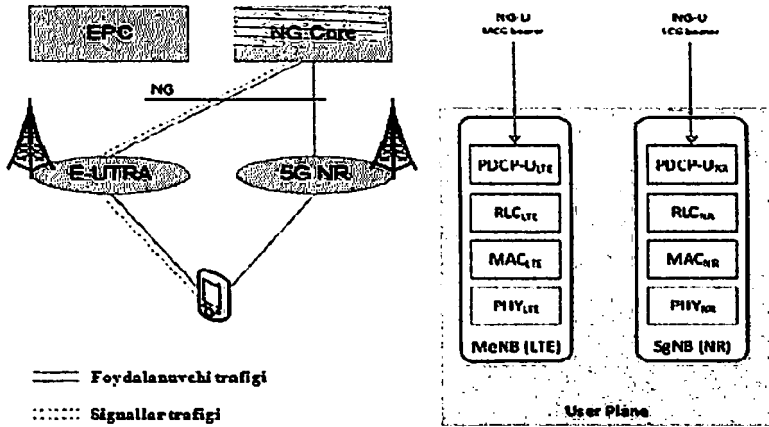 EPC
NG Core
NG
E-UTRA
5G NR
Foydalanuvchi trafigi
Signallar trafigi
NG-U
MCG bearer
NG-U
SCG bearer
PDCP-U LTE
RLC LTE
MAC LTE
PHY LTE
MeNB (LTE)
PDCP-U NR
RLC NR
MAC NR
PHY NR
SgNB (NR)
User Plane